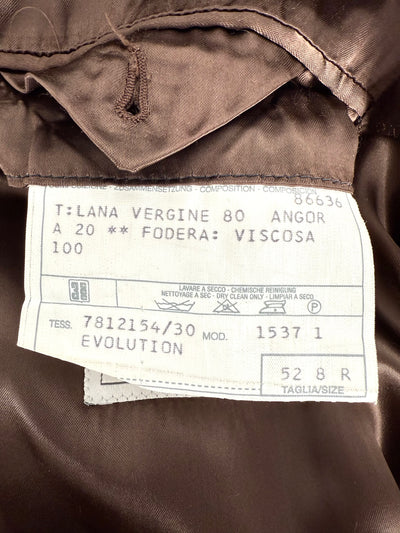 COMPOSIZIONE - ZUSAMMENSETZUNG - COMPOSITION - COMPOSICION
86636
T:LANA VERGINE 80 ANGOR
A 20 ** FODERA: VISCOSA
100
LAVARE A SECCO - CHEMISCHE REINIGUNG
NETTOYAGE A SEC - DRY CLEAN ONLY - LIMPIAR A SECO
TESS. 7812154/30 MOD. 1537 1
EVOLUTION
52 8 R
TAGLIA/SIZE